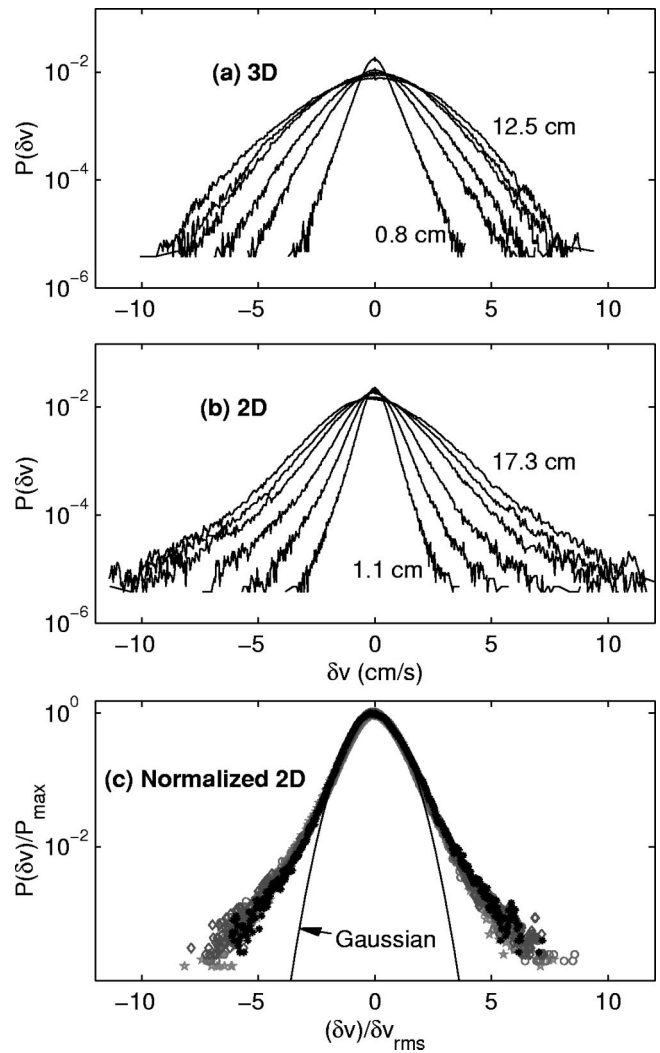 (a) 3D
12.5 cm
0.8 cm
P(δv)
10⁻²
10⁻⁴
10⁻⁶
−10 −5 0 5 10
(b) 2D
17.3 cm
1.1 cm
P(δv)
10⁻²
10⁻⁴
10⁻⁶
−10 −5 0 5 10
δv (cm/s)
(c) Normalized 2D
Gaussian
P(δv)/P_max
10⁰
10⁻²
−10 −5 0 5 10
(δv)/δv_rms